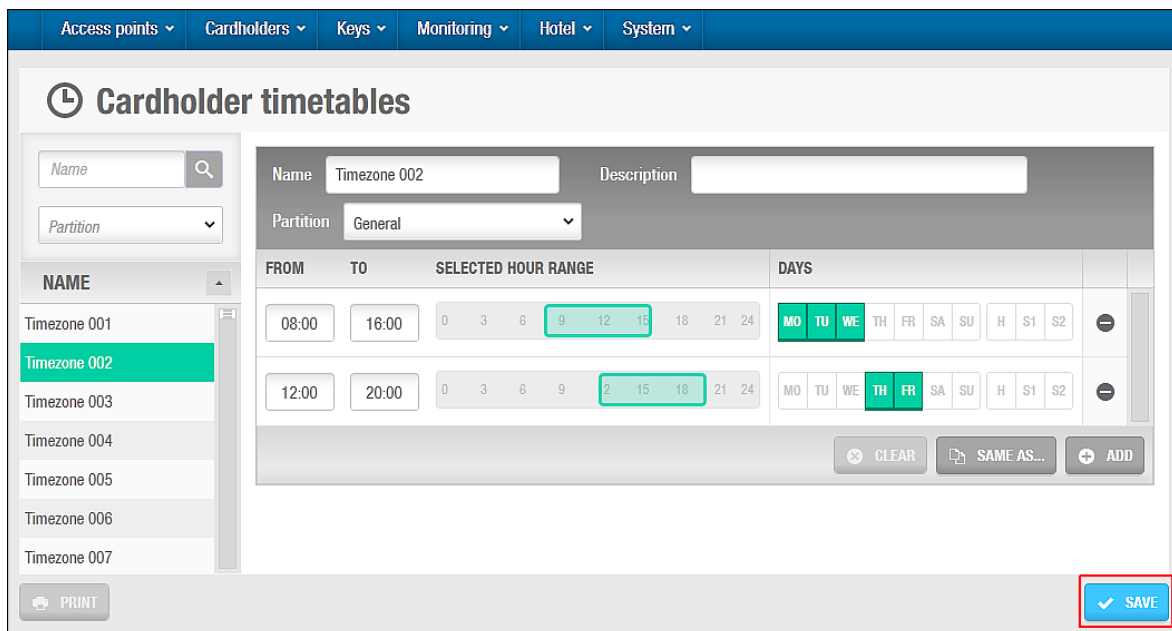 Access points Cardholders Keys Monitoring Hotel System
Cardholder timetables
Name
Partition
NAME
Timezone 001
Timezone 002
Timezone 003
Timezone 004
Timezone 005
Timezone 006
Timezone 007
Name Timezone 002 Description
Partition General
FROM TO SELECTED HOUR RANGE DAYS
08:00 16:00 0 3 6 9 12 15 18 21 24 MO TU WE TH FR SA SU H S1 S2
12:00 20:00 0 3 6 9 12 15 18 21 24 MO TU WE TH FR SA SU H S1 S2
CLEAR SAME AS... ADD
PRINT SAVE